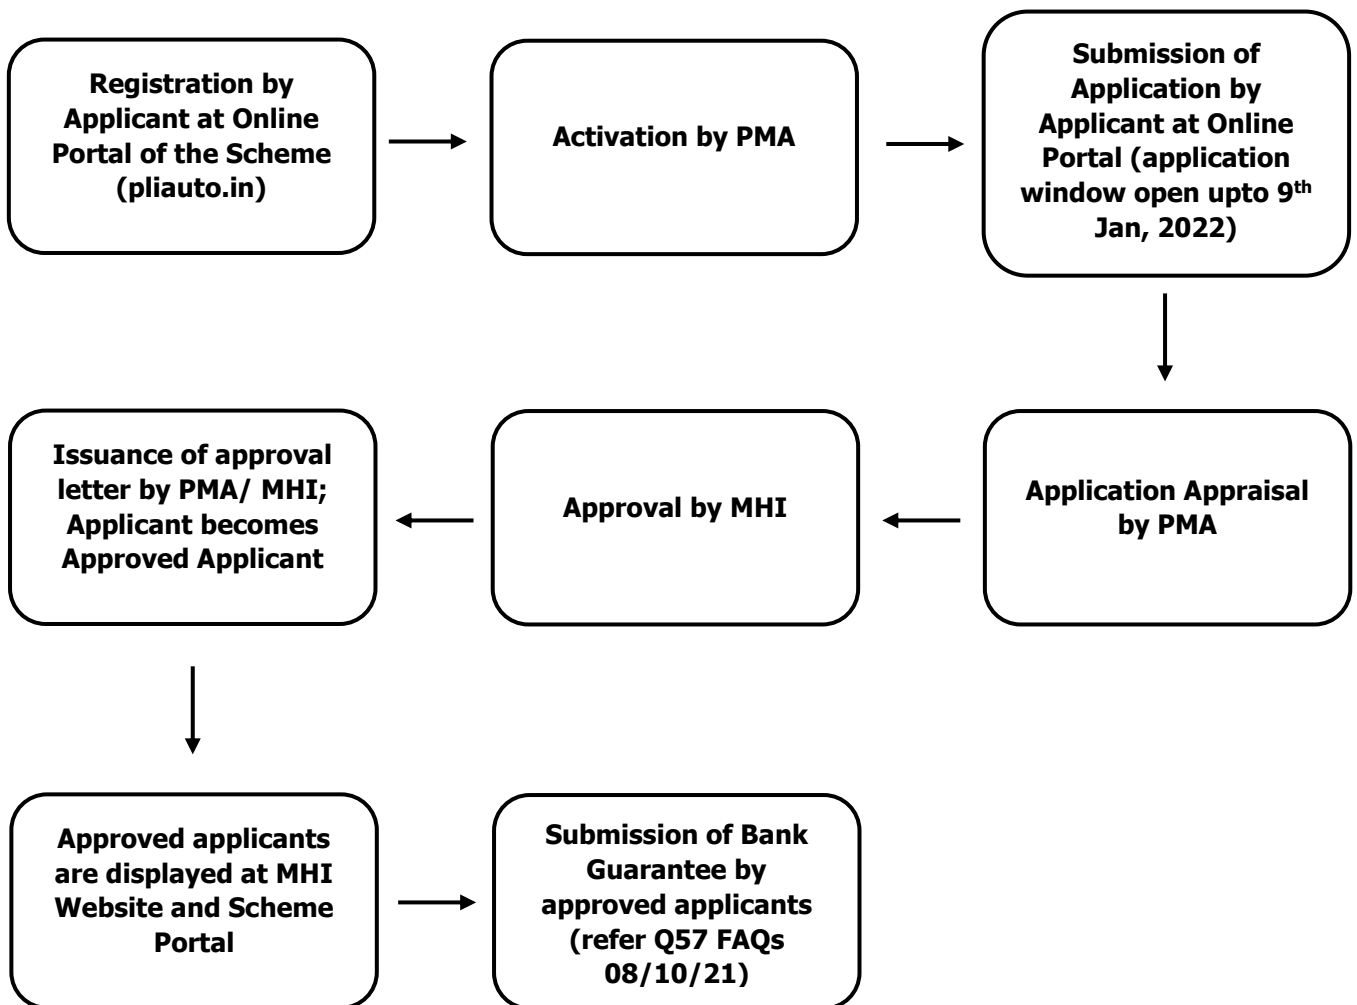 Registration by
Applicant at Online
Portal of the Scheme
(pliauto.in)
Activation by PMA
Submission of
Application by
Applicant at Online
Portal (application
window open upto 9th
Jan, 2022)
Application Appraisal
by PMA
Approval by MHI
Issuance of approval
letter by PMA/ MHI;
Applicant becomes
Approved Applicant
Approved applicants
are displayed at MHI
Website and Scheme
Portal
Submission of Bank
Guarantee by
approved applicants
(refer Q57 FAQs
08/10/21)